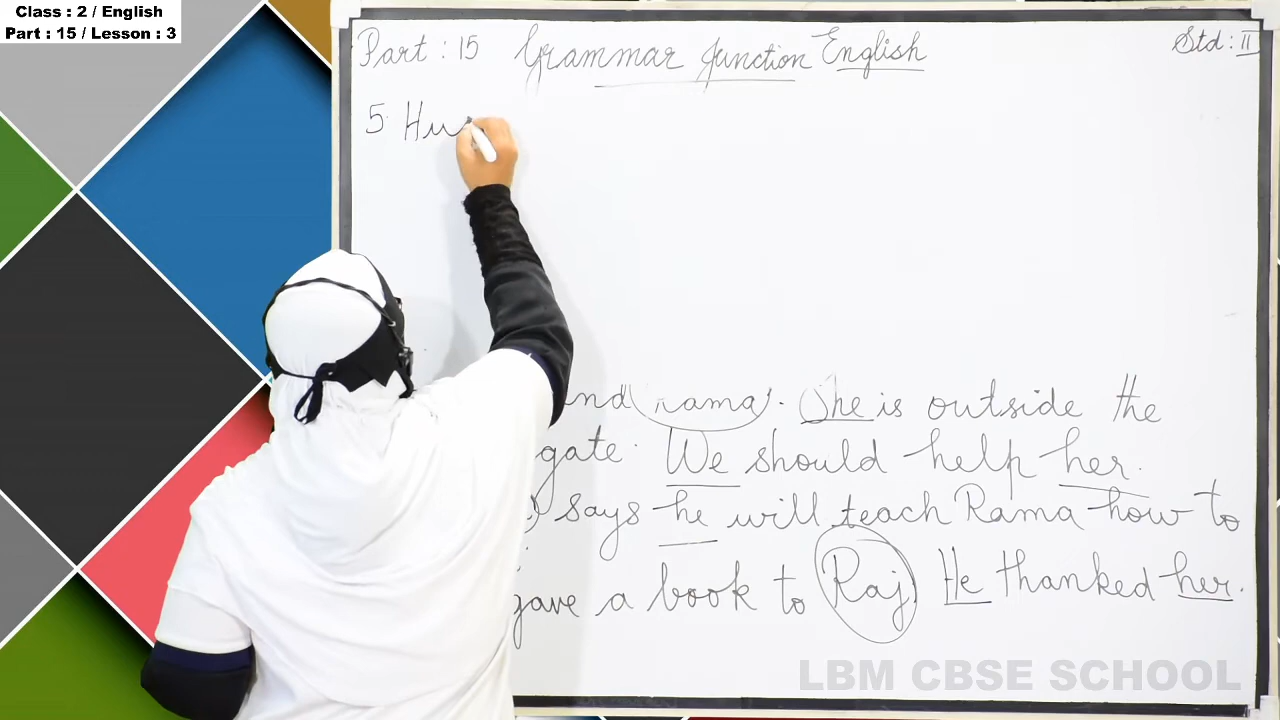 Class : 2 / English
Part : 15 / Lesson : 3
Part : 15 Grammar Junction English Std : II
5 Hu
and Rama. She is outside the
gate. We should help her.
says he will teach Rama how to
gave a book to Raj He thanked her.
LBM CBSE SCHOOL